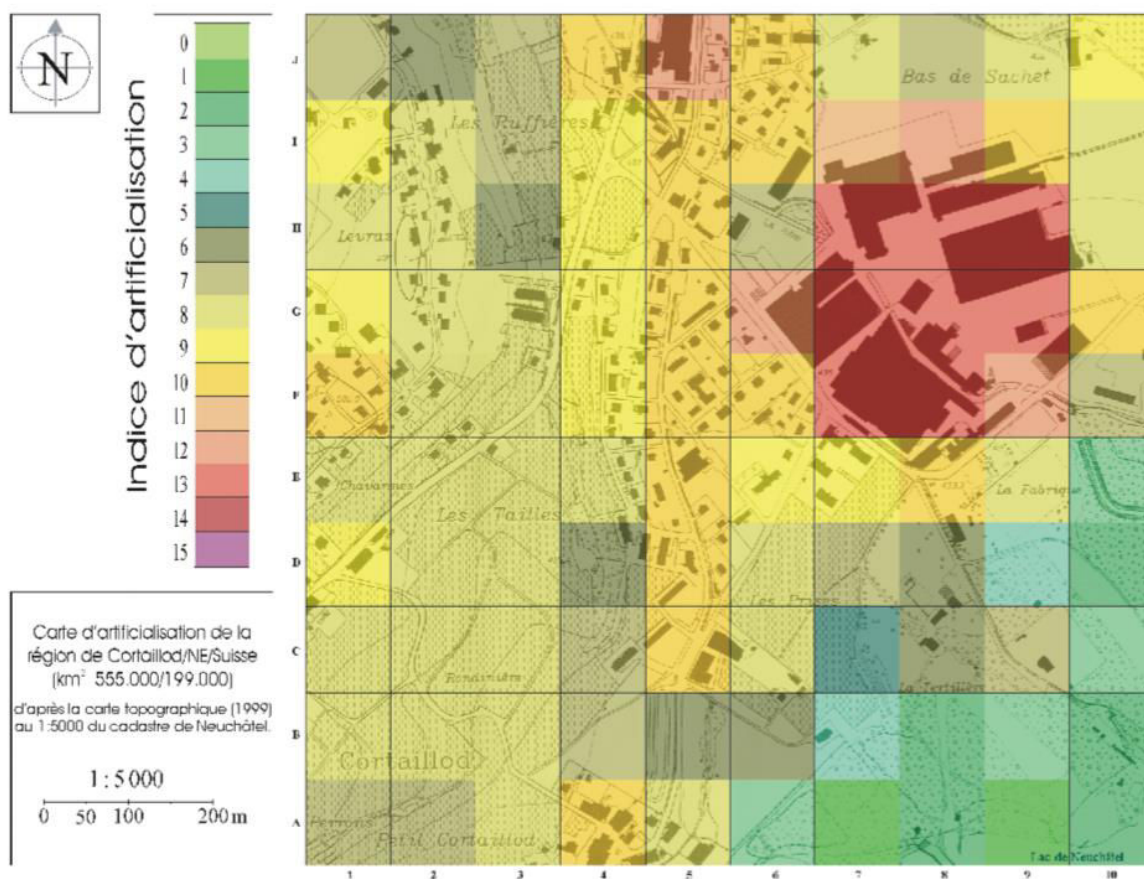 N
Indice d'artificialisation
0
1
2
3
4
5
6
7
8
9
10
11
12
13
14
15
Carte d'artificialisation de la
région de Cortaillod/NE/Suisse
(km² 555.000/199.000)
d'après la carte topographique (1999)
au 1:5000 du cadastre de Neuchâtel.
1:5000
0 50 100 200 m
J
Bas de Sachet
Les Ruffières
I
H
Levras
G
F
E
Chavannes
La Fabrique
Les Tailles
D
Les Prises
C
Rondinière
B
Cortaillod
A
Petit Cortaillod
Lac de Neuchâtel
1 2 3 4 5 6 7 8 9 10